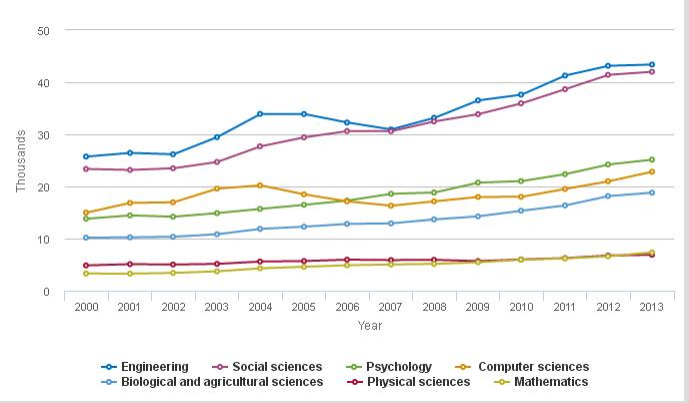 50
40
30
20
10
0
Thousands
2000 2001 2002 2003 2004 2005 2006 2007 2008 2009 2010 2011 2012 2013
Year
Engineering Social sciences Psychology Computer sciences
Biological and agricultural sciences Physical sciences Mathematics